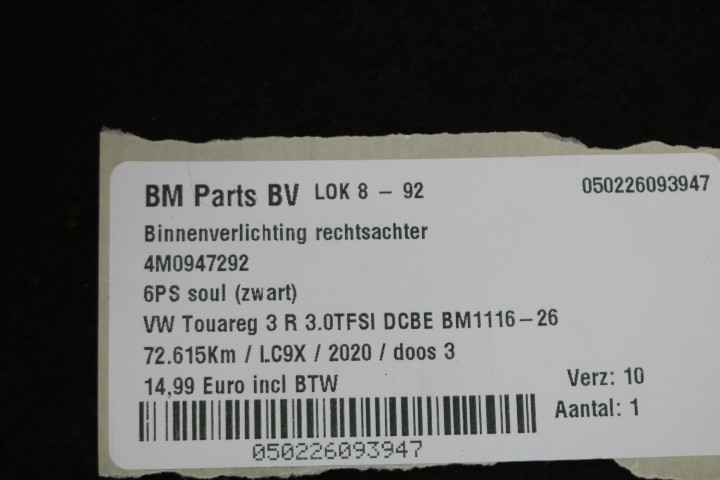 BM Parts BV LOK 8 - 92 050226093947
Binnenverlichting rechtsachter
4M0947292
6PS soul (zwart)
VW Touareg 3 R 3.0TFSI DCBE BM1116-26
72.615Km / LC9X / 2020 / doos 3
14,99 Euro incl BTW Verz: 10
Aantal: 1
050226093947